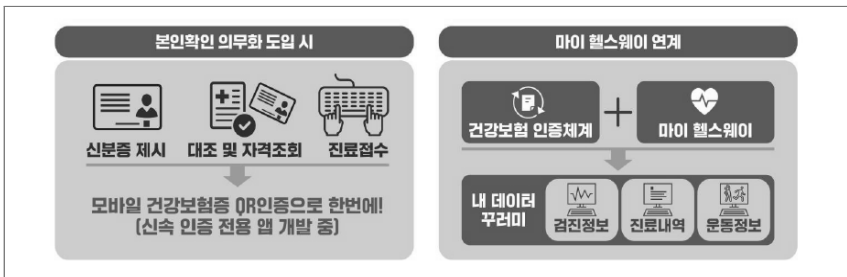 본인확인 의무화 도입 시
신분증 제시 대조 및 자격조회 진료접수
모바일 건강보험증 QR인증으로 한번에!
(신속 인증 전용 앱 개발 중)
마이 헬스웨이 연계
건강보험 인증체계 + 마이 헬스웨이
내 데이터
꾸러미
검진정보 진료내역 운동정보